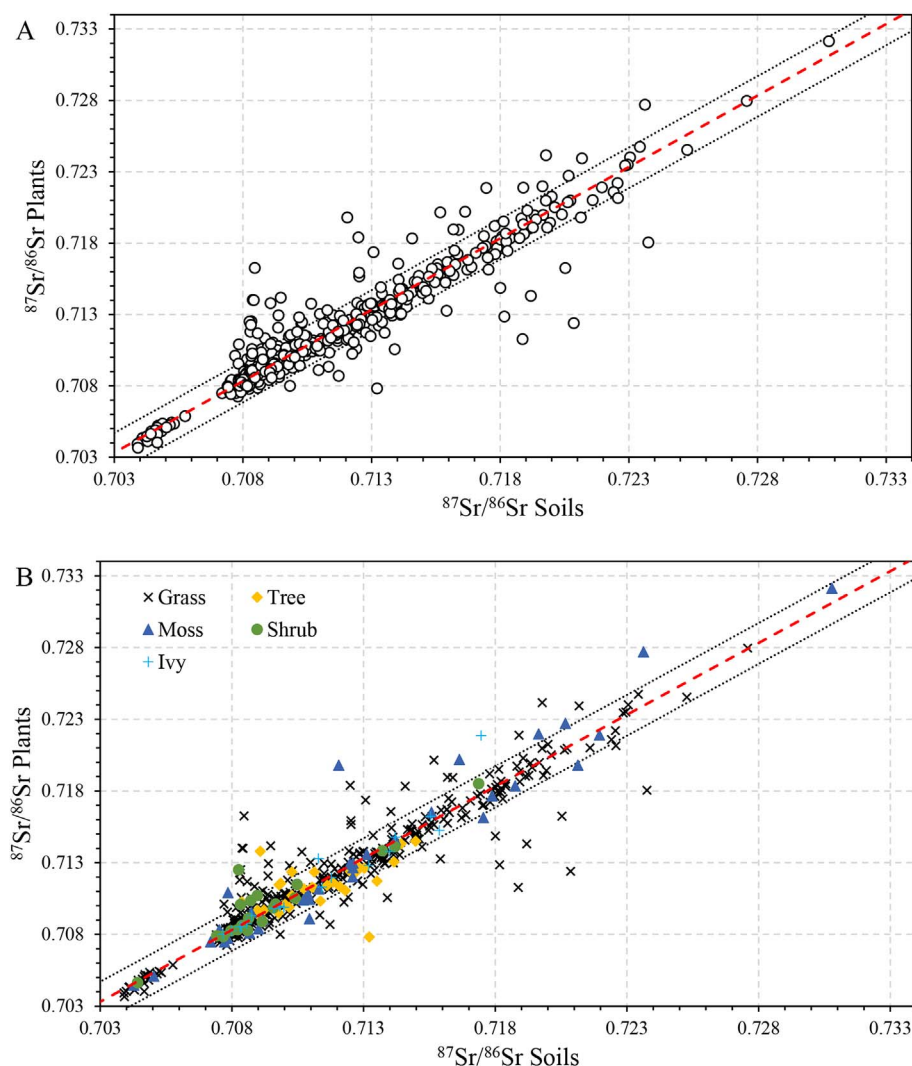 A
0.733
0.728
0.723
0.718
0.713
0.708
0.703
⁸⁷Sr/⁸⁶Sr Plants
0.703 0.708 0.713 0.718 0.723 0.728 0.733
⁸⁷Sr/⁸⁶Sr Soils
B
0.733
0.728
0.723
0.718
0.713
0.708
0.703
⁸⁷Sr/⁸⁶Sr Plants
Grass Tree
Moss Shrub
Ivy
0.703 0.708 0.713 0.718 0.723 0.728 0.733
⁸⁷Sr/⁸⁶Sr Soils